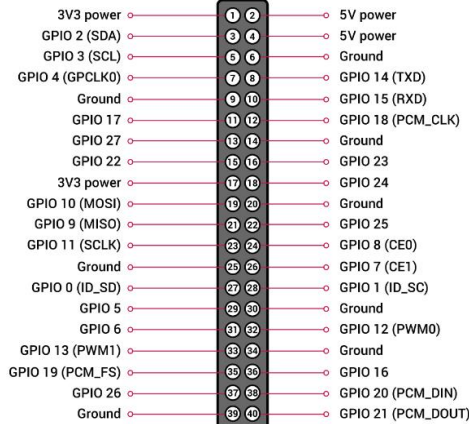 3V3 power 1 2 5V power
GPIO 2 (SDA) 3 4 5V power
GPIO 3 (SCL) 5 6 Ground
GPIO 4 (GPCLK0) 7 8 GPIO 14 (TXD)
Ground 9 10 GPIO 15 (RXD)
GPIO 17 11 12 GPIO 18 (PCM_CLK)
GPIO 27 13 14 Ground
GPIO 22 15 16 GPIO 23
3V3 power 17 18 GPIO 24
GPIO 10 (MOSI) 19 20 Ground
GPIO 9 (MISO) 21 22 GPIO 25
GPIO 11 (SCLK) 23 24 GPIO 8 (CE0)
Ground 25 26 GPIO 7 (CE1)
GPIO 0 (ID_SD) 27 28 GPIO 1 (ID_SC)
GPIO 5 29 30 Ground
GPIO 6 31 32 GPIO 12 (PWM0)
GPIO 13 (PWM1) 33 34 Ground
GPIO 19 (PCM_FS) 35 36 GPIO 16
GPIO 26 37 38 GPIO 20 (PCM_DIN)
Ground 39 40 GPIO 21 (PCM_DOUT)